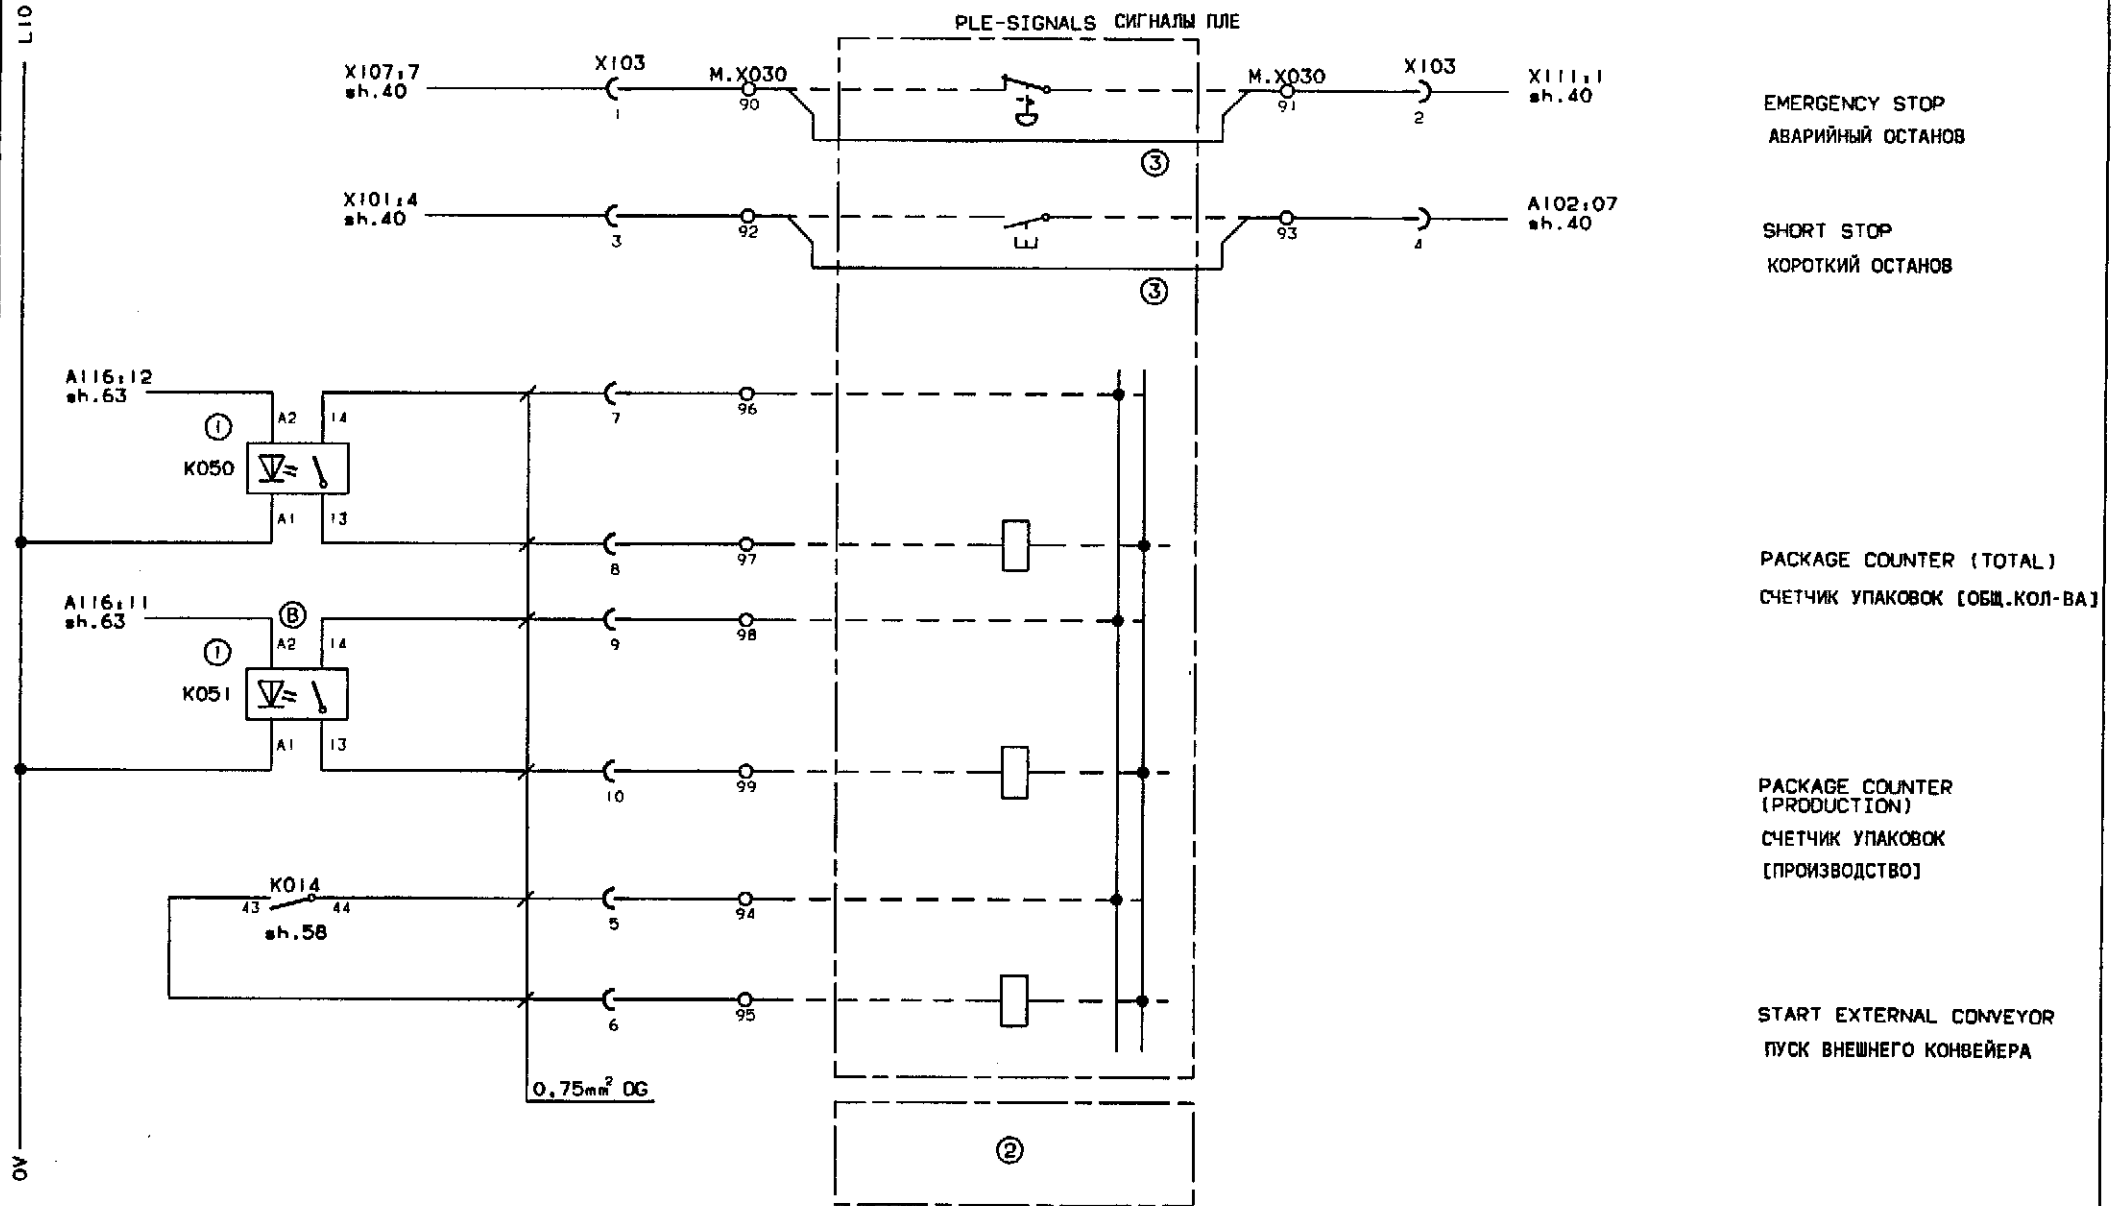 L10
PLE-SIGNALS СИГНАЛЫ ПЛЕ
X107:7
sh.40
X103
1
M.X030
90
M.X030
91
X103
2
X111:1
sh.40
EMERGENCY STOP
АВАРИЙНЫЙ ОСТАНОВ
3
X101:4
sh.40
3
92
93
4
A102:07
sh.40
SHORT STOP
КОРОТКИЙ ОСТАНОВ
3
A116:12
sh.63
1
A2
14
7
96
K050
A1
13
8
97
PACKAGE COUNTER (TOTAL)
СЧЕТЧИК УПАКОВОК [ОБЩ.КОЛ-ВА]
A116:11
sh.63
B
1
A2
14
9
98
K051
A1
13
10
99
PACKAGE COUNTER
(PRODUCTION)
СЧЕТЧИК УПАКОВОК
[ПРОИЗВОДСТВО]
K014
43
44
sh.58
5
94
6
95
START EXTERNAL CONVEYOR
ПУСК ВНЕШНЕГО КОНВЕЙЕРА
0,75mm² OG
2
0V